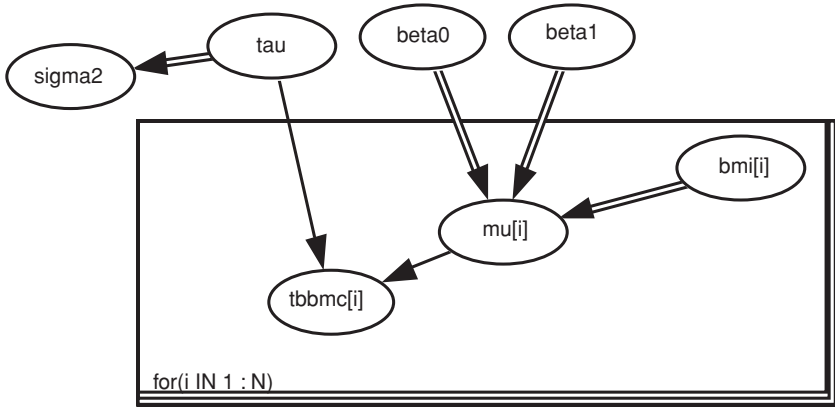 tau
beta0
beta1
sigma2
bmi[i]
mu[i]
tbbmc[i]
for(i IN 1 : N)